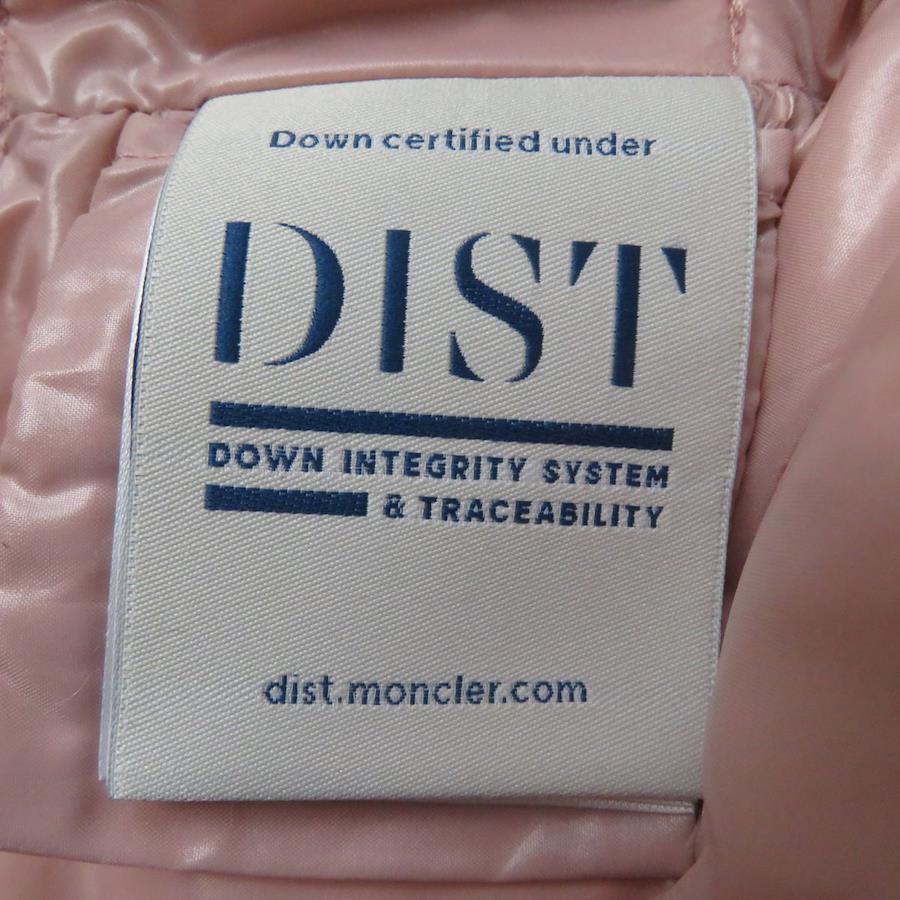 Down certified under
DIST
DOWN INTEGRITY SYSTEM
& TRACEABILITY
dist.moncler.com